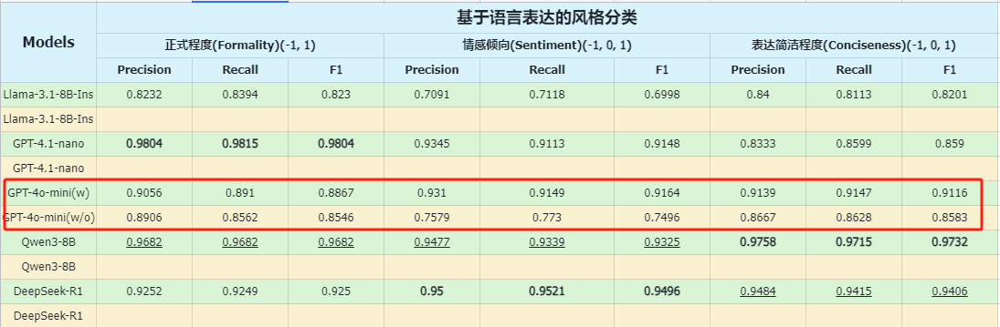 Models 基于语言表达的风格分类
正式程度(Formality)(-1, 1) 情感倾向(Sentiment)(-1, 0, 1) 表达简洁程度(Conciseness)(-1, 0, 1)
Precision Recall F1 Precision Recall F1 Precision Recall F1
Llama-3.1-8B-Ins 0.8232 0.8394 0.823 0.7091 0.7118 0.6998 0.84 0.8113 0.8201
Llama-3.1-8B-Ins
GPT-4.1-nano 0.9804 0.9815 0.9804 0.9345 0.9113 0.9148 0.8333 0.8599 0.859
GPT-4.1-nano
GPT-4o-mini(w) 0.9056 0.891 0.8867 0.931 0.9149 0.9164 0.9139 0.9147 0.9116
GPT-4o-mini(w/o) 0.8906 0.8562 0.8546 0.7579 0.773 0.7496 0.8667 0.8628 0.8583
Qwen3-8B 0.9682 0.9682 0.9682 0.9477 0.9339 0.9325 0.9758 0.9715 0.9732
Qwen3-8B
DeepSeek-R1 0.9252 0.9249 0.925 0.95 0.9521 0.9496 0.9484 0.9415 0.9406
DeepSeek-R1